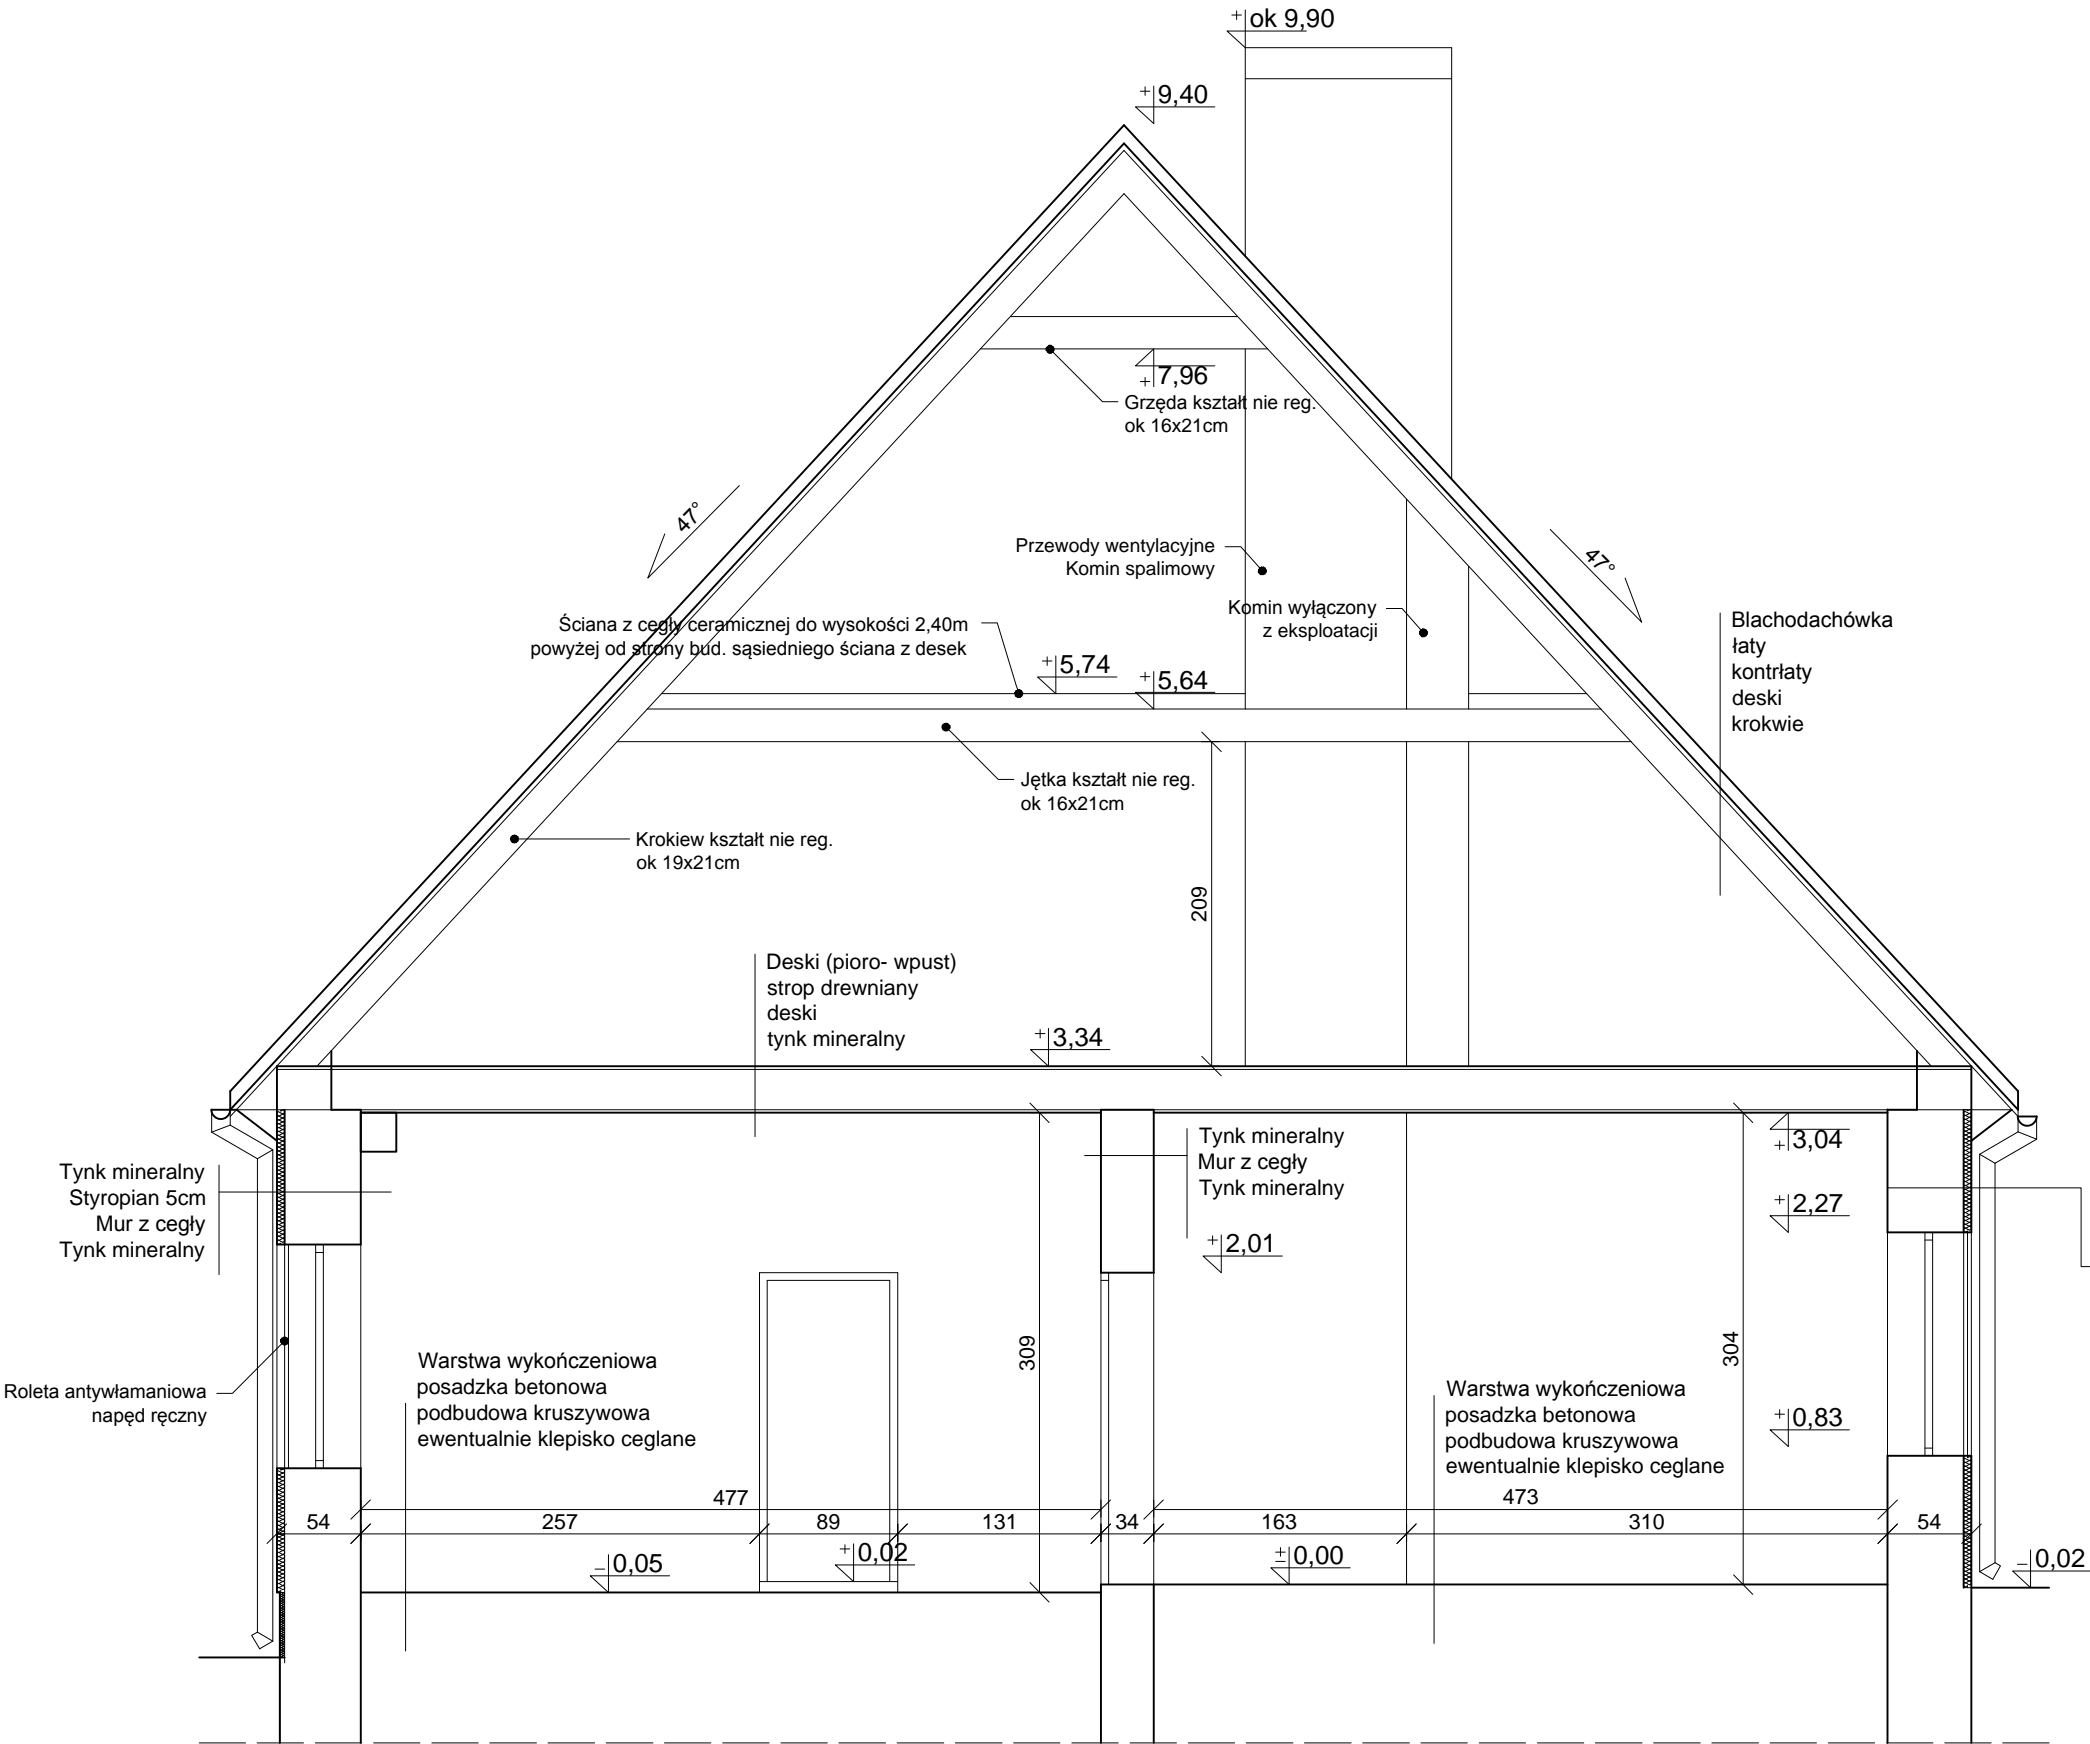 + ok 9,90
+ 9,40
+ 7,96
Grzęda kształt nie reg.
ok 16x21cm
47°
47°
Przewody wentylacyjne
Komin spalimowy
Komin wyłączony
z eksploatacji
Ściana z cegły ceramicznej do wysokości 2,40m
powyżej od strony bud. sąsiedniego ściana z desek
+ 5,74
+ 5,64
Blachodachówka
łaty
kontrłaty
deski
krokwie
Jętka kształt nie reg.
ok 16x21cm
Krokiew kształt nie reg.
ok 19x21cm
209
Deski (pioro- wpust)
strop drewniany
deski
tynk mineralny
+ 3,34
Tynk mineralny
Mur z cegły
Tynk mineralny
+ 3,04
Tynk mineralny
Styropian 5cm
Mur z cegły
Tynk mineralny
+ 2,27
+ 2,01
309
304
Warstwa wykończeniowa
posadzka betonowa
podbudowa kruszywowa
ewentualnie klepisko ceglane
Roleta antywłamaniowa
napęd ręczny
Warstwa wykończeniowa
posadzka betonowa
podbudowa kruszywowa
ewentualnie klepisko ceglane
+ 0,83
477
473
54
257
89
131
34
163
310
54
− 0,05
+ 0,02
± 0,00
− 0,02